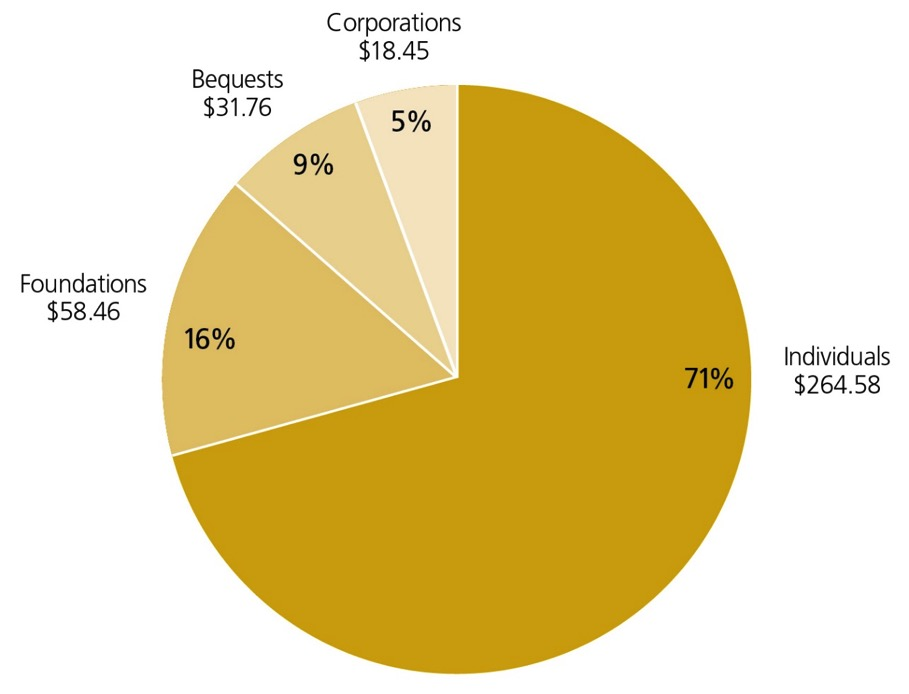 Corporations
$18.45
Bequests
$31.76
5%
9%
Foundations
$58.46
16%
Individuals
$264.58
71%